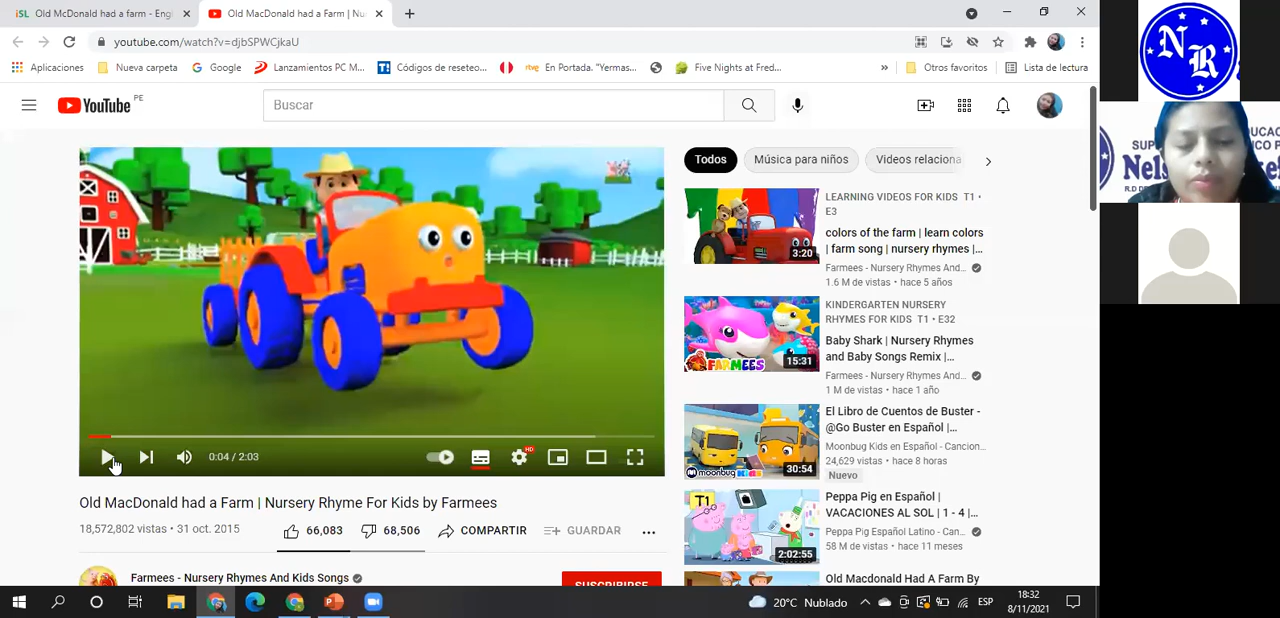 iSL Old McDonald had a farm - Engl
Old MacDonald had a Farm | Nu
youtube.com/watch?v=djbSPWCjkaU
Aplicaciones Nueva carpeta Google Lanzamientos PC M... Códigos de resolució... En Portada. "Yermas... Five Nights at Fred... » Otros favoritos Lista de lectura
YouTube PE
Buscar
Todos Música para niños Videos relaciona
LEARNING VIDEOS FOR KIDS T1 •
E3
colors of the farm | learn colors
| farm song | nursery rhymes |...
Farmees - Nursery Rhymes And...
1.6 M de vistas • hace 5 años
3:20
KINDERGARTEN NURSERY
RHYMES FOR KIDS T1 • E32
Baby Shark | Nursery Rhymes
and Baby Songs Remix |...
Farmees - Nursery Rhymes And...
1 M de vistas • hace 1 año
FARMEES
15:31
El Libro de Cuentos de Buster -
@Go Buster en Español |...
Moonbug Kids en Español - Cancion...
24,629 vistas • hace 8 horas
Nuevo
moonbug Kids
30:54
Peppa Pig en Español |
VACACIONES AL SOL | 1 - 4 |...
Peppa Pig Español Latino - Can...
58 M de vistas • hace 11 meses
T1
2:02:55
Old Macdonald Had A Farm By
0:04 / 2:03
HD
Old MacDonald had a Farm | Nursery Rhyme For Kids by Farmees
18,572,802 vistas • 31 oct. 2015
66,083 68,506 COMPARTIR GUARDAR ...
Farmees - Nursery Rhymes And Kids Songs
SUSCRIBIRSE
20°C Nublado ESP
18:32
8/11/2021
NR